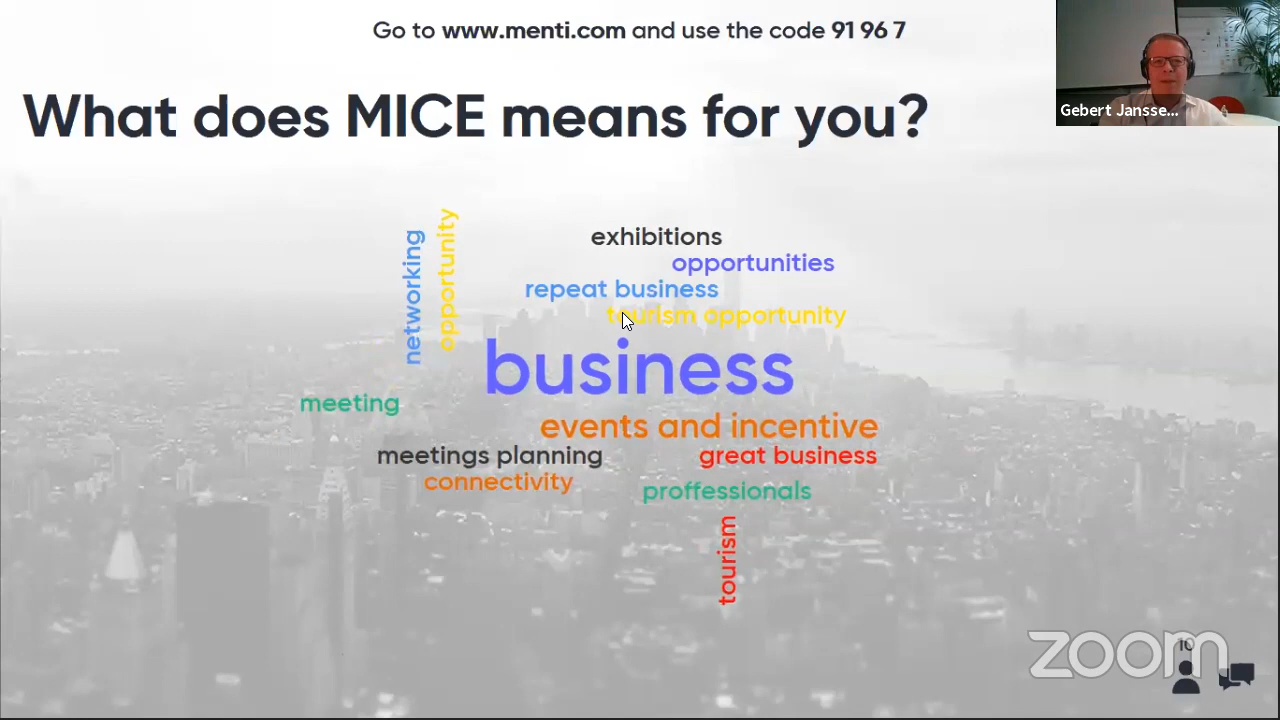 Go to www.menti.com and use the code 91 96 7
Gebert Jansse...
What does MICE means for you?
networking
opportunity
exhibitions
opportunities
repeat business
tourism opportunity
business
meeting
events and incentive
meetings planning
great business
connectivity
proffessionals
tourism
zoom
10